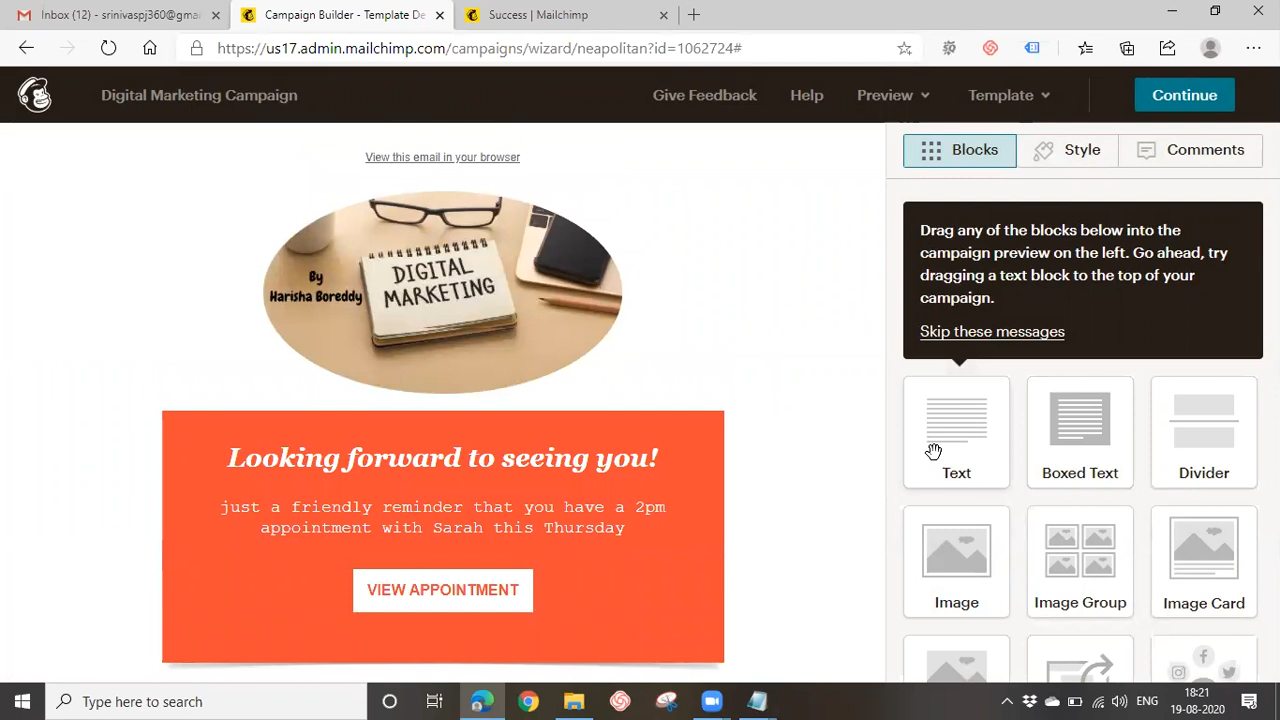 Inbox (12) - srinivaspj360@gma
Campaign Builder - Template De
Success | Mailchimp
https://us17.admin.mailchimp.com/campaigns/wizard/neapolitan?id=1062724#
Digital Marketing Campaign
Give Feedback
Help
Preview
Template
Continue
View this email in your browser
By
Harisha Boreddy
DIGITAL
MARKETING
Looking forward to seeing you!
just a friendly reminder that you have a 2pm
appointment with Sarah this Thursday
VIEW APPOINTMENT
Blocks
Style
Comments
Drag any of the blocks below into the
campaign preview on the left. Go ahead, try
dragging a text block to the top of your
campaign.
Skip these messages
Text
Boxed Text
Divider
Image
Image Group
Image Card
Type here to search
ENG
18:21
19-08-2020